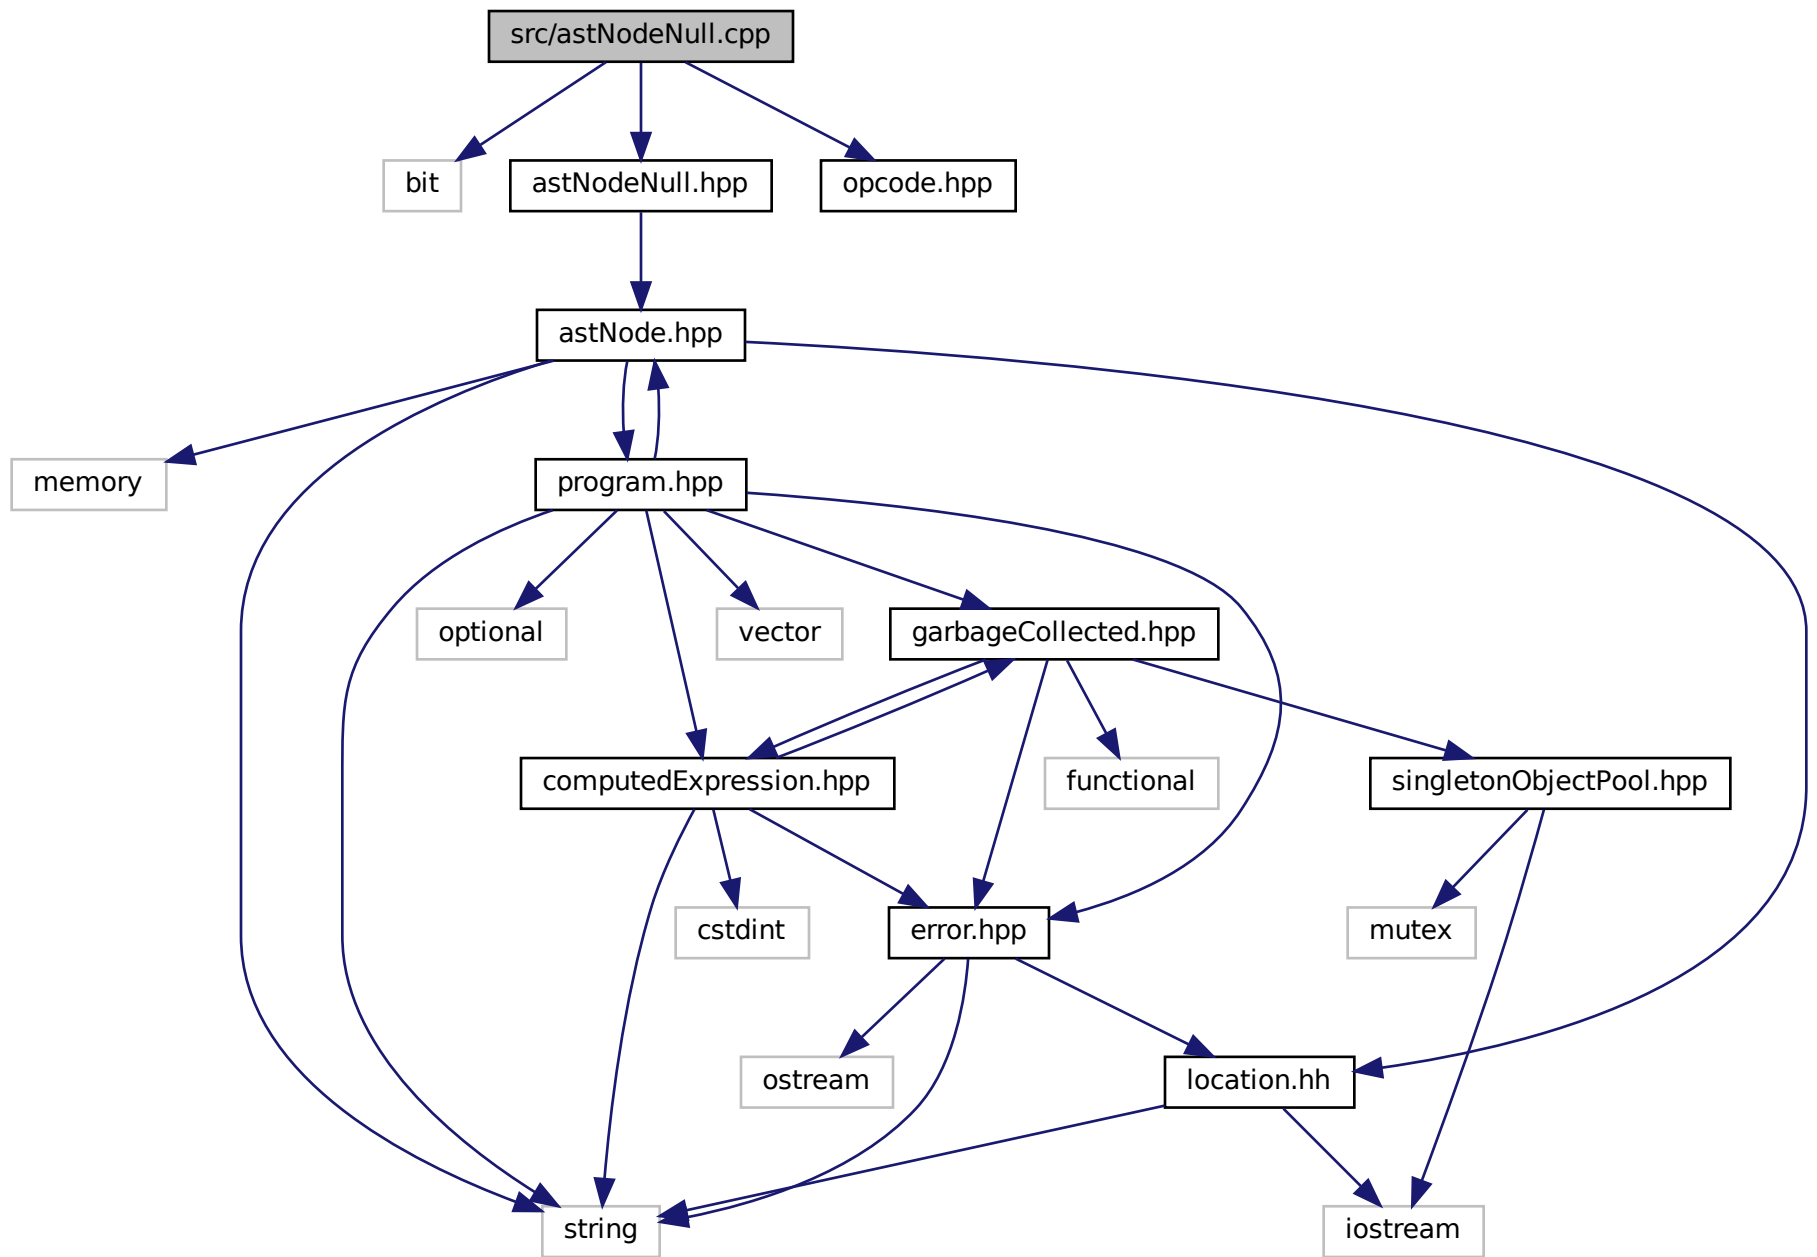 src/astNodeNull.cpp
bit
astNodeNull.hpp
opcode.hpp
astNode.hpp
memory
program.hpp
optional
vector
garbageCollected.hpp
computedExpression.hpp
functional
singletonObjectPool.hpp
cstdint
error.hpp
mutex
ostream
location.hh
string
iostream